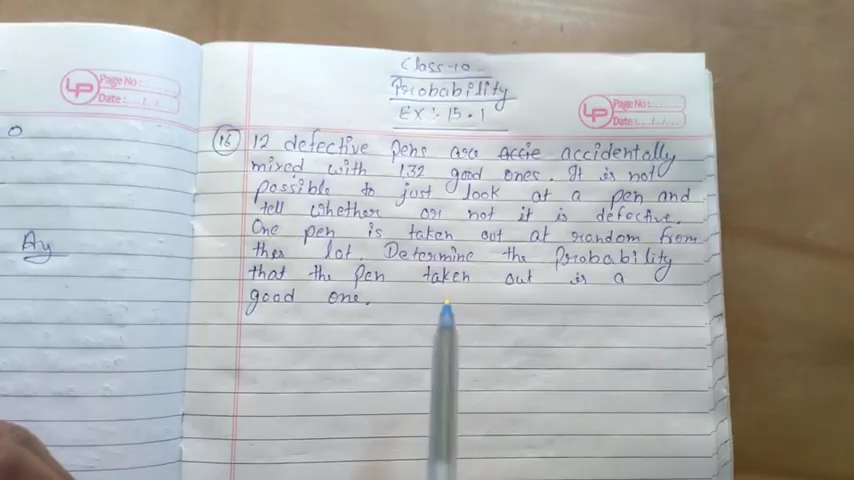 LP Page No:......
Date:.../.../...
o
Ay
Class-10
Probability
EX:-15.1
LP Page No:......
Date:.../.../...
16 12 defective pens are accie accidentally
mixed with 132 good ones. It is not
possible to just look at a pen and
tell whether or not it is defective.
One pen is taken out at random from
this lot. Determine the Probability
that the pen taken out is a
good one.